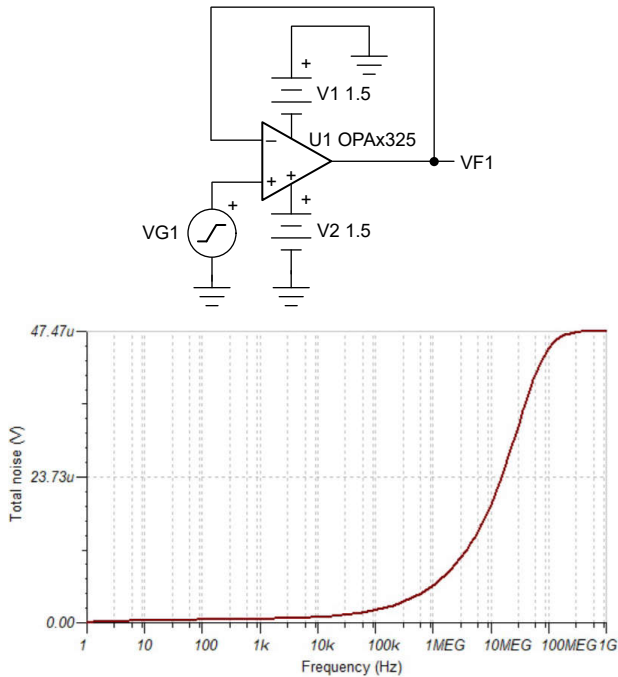 +
V1 1.5
U1 OPAx325
−
+
+
+
VF1
+
VG1
V2 1.5
47.47u
23.73u
0.00
Total noise (V)
1 10 100 1k 10k 100k 1MEG 10MEG 100MEG 1G
Frequency (Hz)